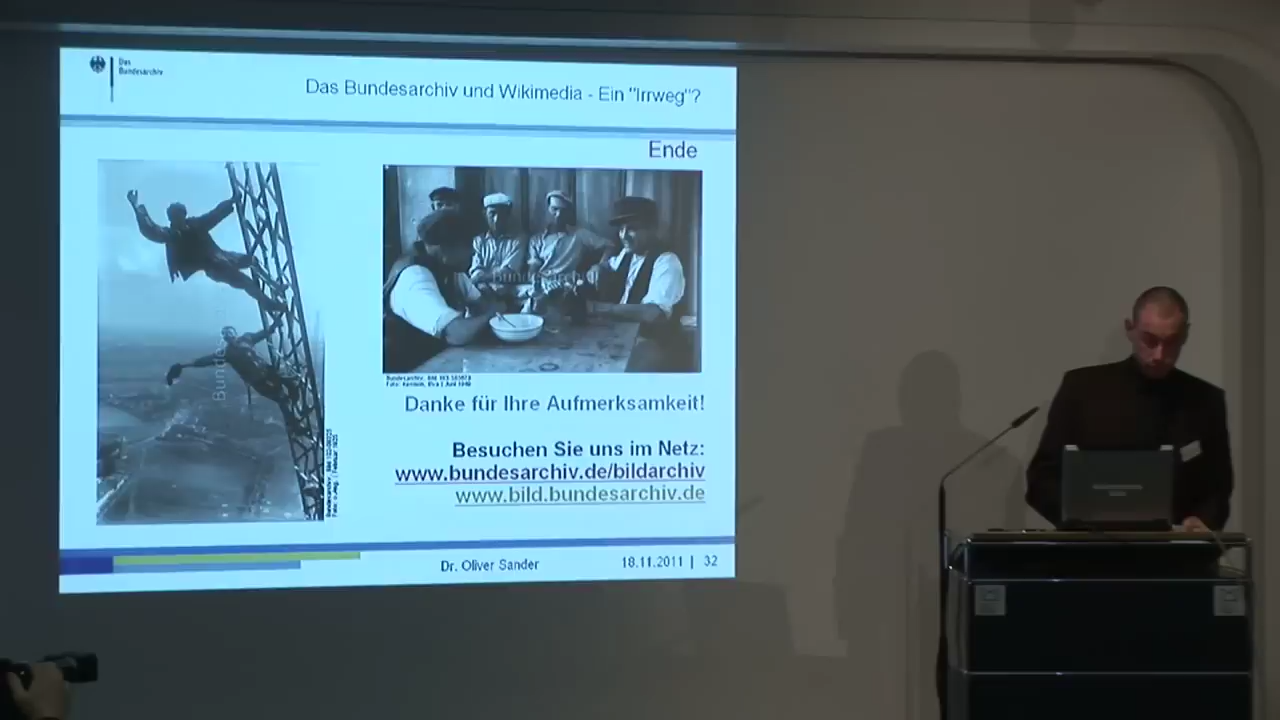 Das
Bundesarchiv
Das Bundesarchiv und Wikimedia - Ein "Irrweg"?
Ende
Bundesarchiv
Danke für Ihre Aufmerksamkeit!
Besuchen Sie uns im Netz:
www.bundesarchiv.de/bildarchiv
www.bild.bundesarchiv.de
Dr. Oliver Sander
18.11.2011 | 32